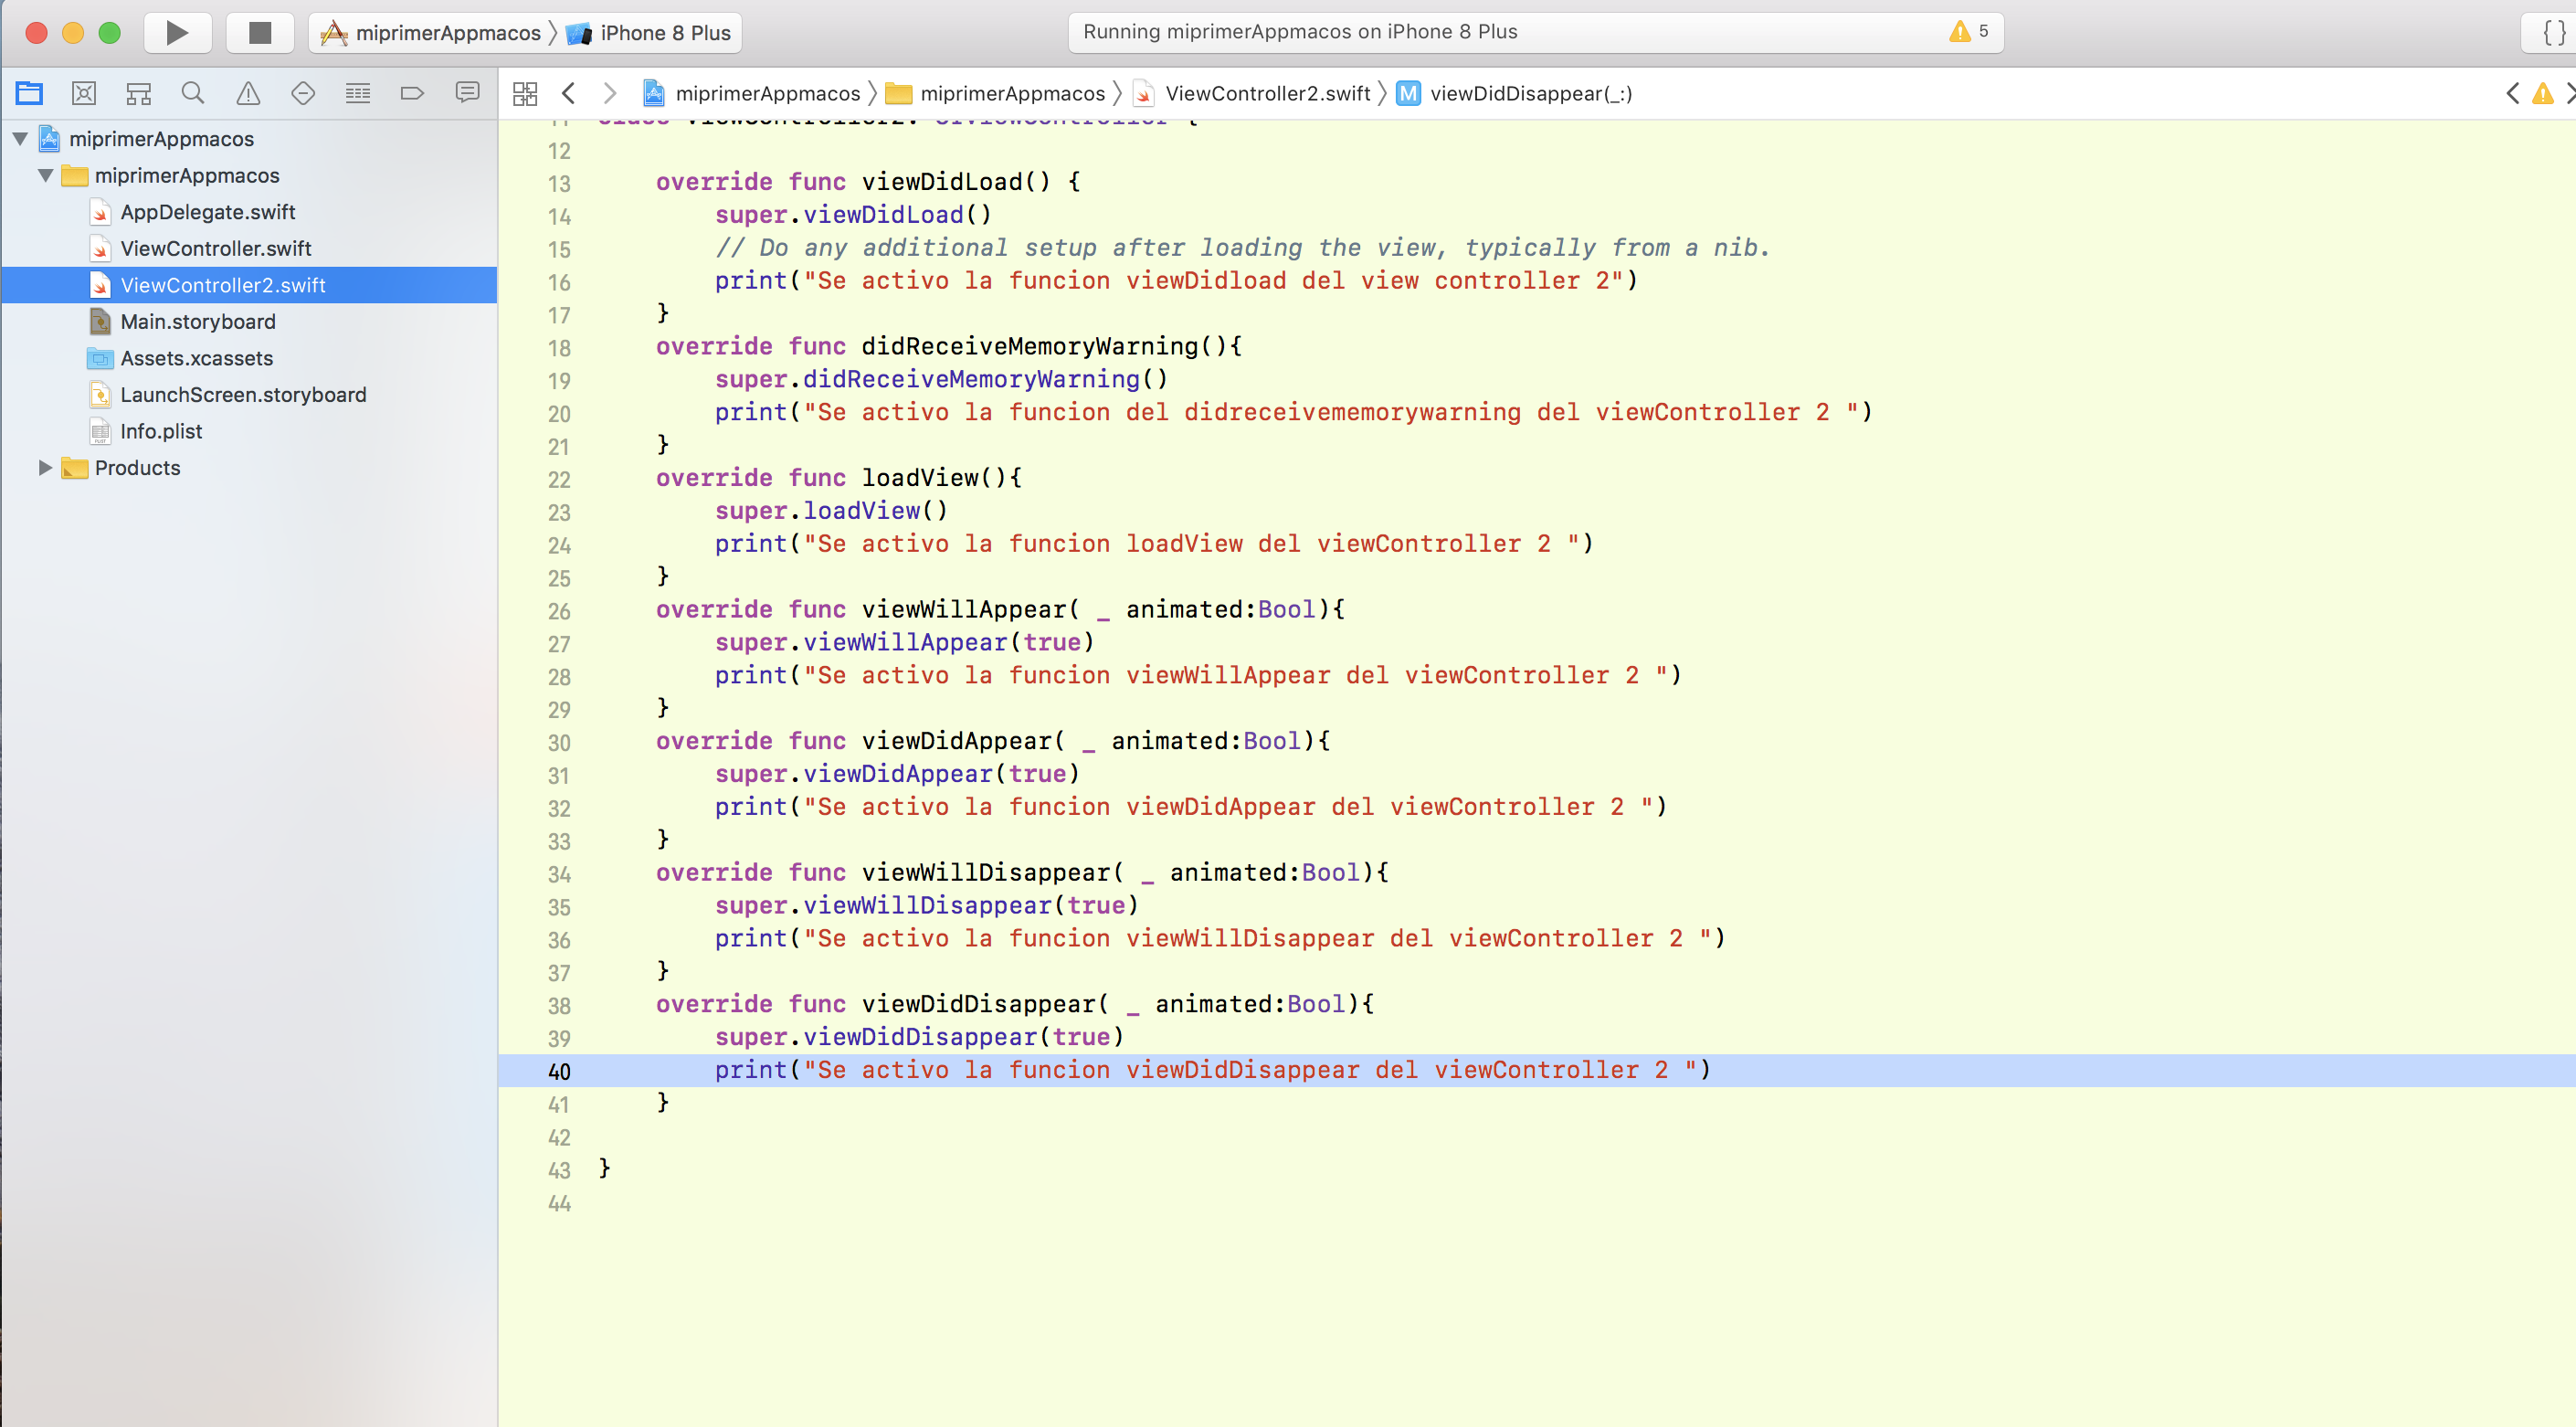 miprimerAppmacos iPhone 8 Plus
Running miprimerAppmacos on iPhone 8 Plus 5 { }
miprimerAppmacos miprimerAppmacos ViewController2.swift M viewDidDisappear(_:)
miprimerAppmacos
miprimerAppmacos
AppDelegate.swift
ViewController.swift
ViewController2.swift
Main.storyboard
Assets.xcassets
LaunchScreen.storyboard
Info.plist
Products
11 class ViewController2: UIViewController {
12
13 override func viewDidLoad() {
14 super.viewDidLoad()
15 // Do any additional setup after loading the view, typically from a nib.
16 print("Se activo la funcion viewDidload del view controller 2")
17 }
18 override func didReceiveMemoryWarning(){
19 super.didReceiveMemoryWarning()
20 print("Se activo la funcion del didreceivememorywarning del viewController 2 ")
21 }
22 override func loadView(){
23 super.loadView()
24 print("Se activo la funcion loadView del viewController 2 ")
25 }
26 override func viewWillAppear( _ animated:Bool){
27 super.viewWillAppear(true)
28 print("Se activo la funcion viewWillAppear del viewController 2 ")
29 }
30 override func viewDidAppear( _ animated:Bool){
31 super.viewDidAppear(true)
32 print("Se activo la funcion viewDidAppear del viewController 2 ")
33 }
34 override func viewWillDisappear( _ animated:Bool){
35 super.viewWillDisappear(true)
36 print("Se activo la funcion viewWillDisappear del viewController 2 ")
37 }
38 override func viewDidDisappear( _ animated:Bool){
39 super.viewDidDisappear(true)
40 print("Se activo la funcion viewDidDisappear del viewController 2 ")
41 }
42
43 }
44